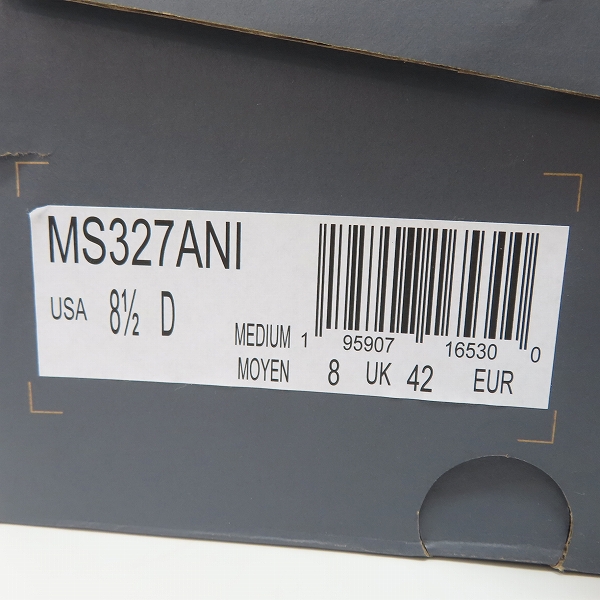 MS327ANI
USA 8½ D
MEDIUM 1 95907 16530 0
MOYEN 8 UK 42 EUR